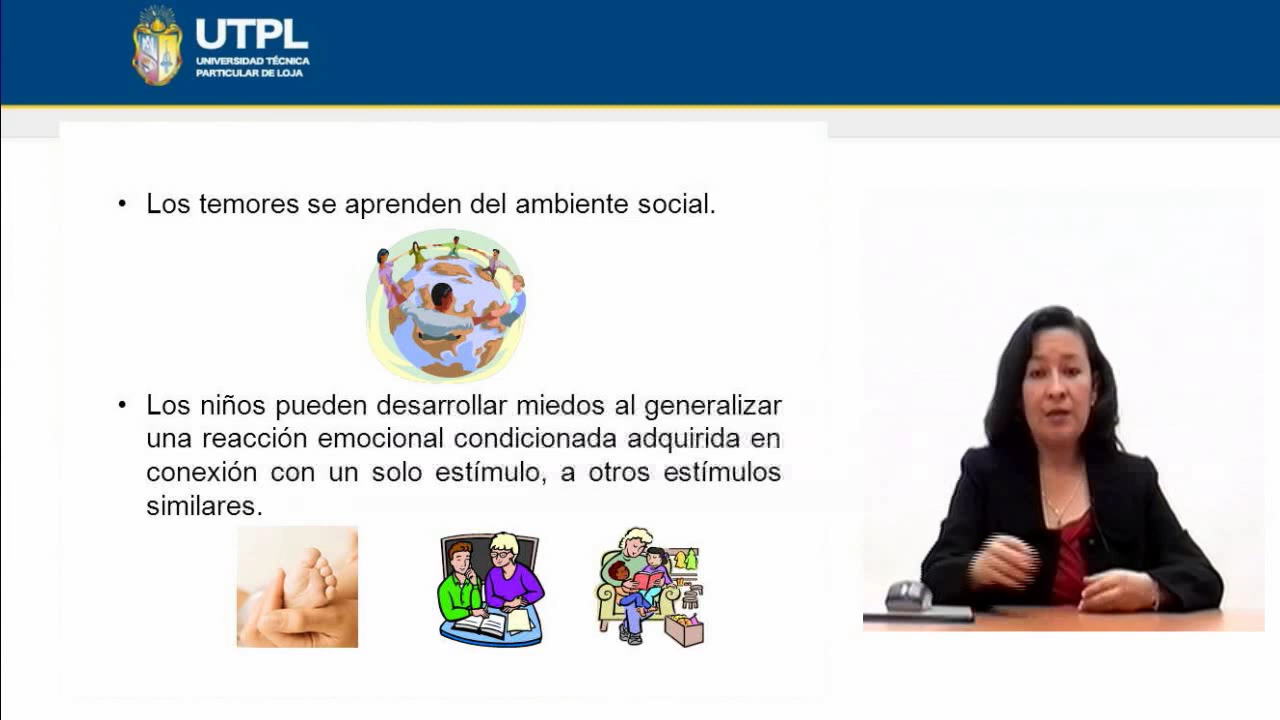 UTPL
UNIVERSIDAD TÉCNICA
PARTICULAR DE LOJA
• Los temores se aprenden del ambiente social.
• Los niños pueden desarrollar miedos al generalizar
una reacción emocional condicionada adquirida en
conexión con un solo estímulo, a otros estímulos
similares.